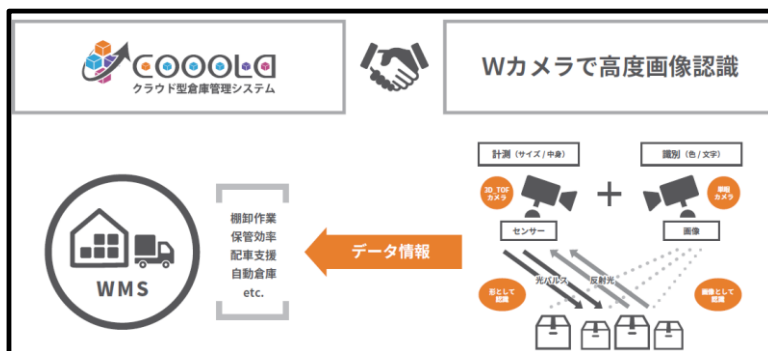 COOOLa
クラウド型倉庫管理システム
Wカメラで高度画像認識
計測（サイズ / 中身）
識別（色 / 文字）
3D_TOF
カメラ
単眼
カメラ
センサー
画像
棚卸作業
保管効率
配車支援
自動倉庫
etc.
WMS
データ情報
光パルス
反射光
形として
認識
画像として
認識